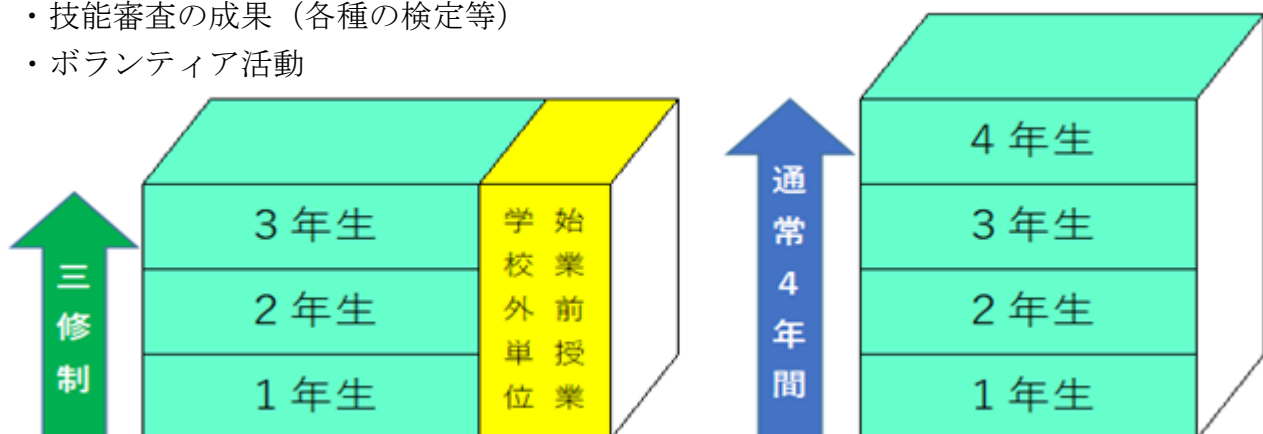 ・技能審査の成果（各種の検定等）
・ボランティア活動
三修制
3年生
2年生
1年生
始業前授業
学校外単位
通常4年間
4年生
3年生
2年生
1年生